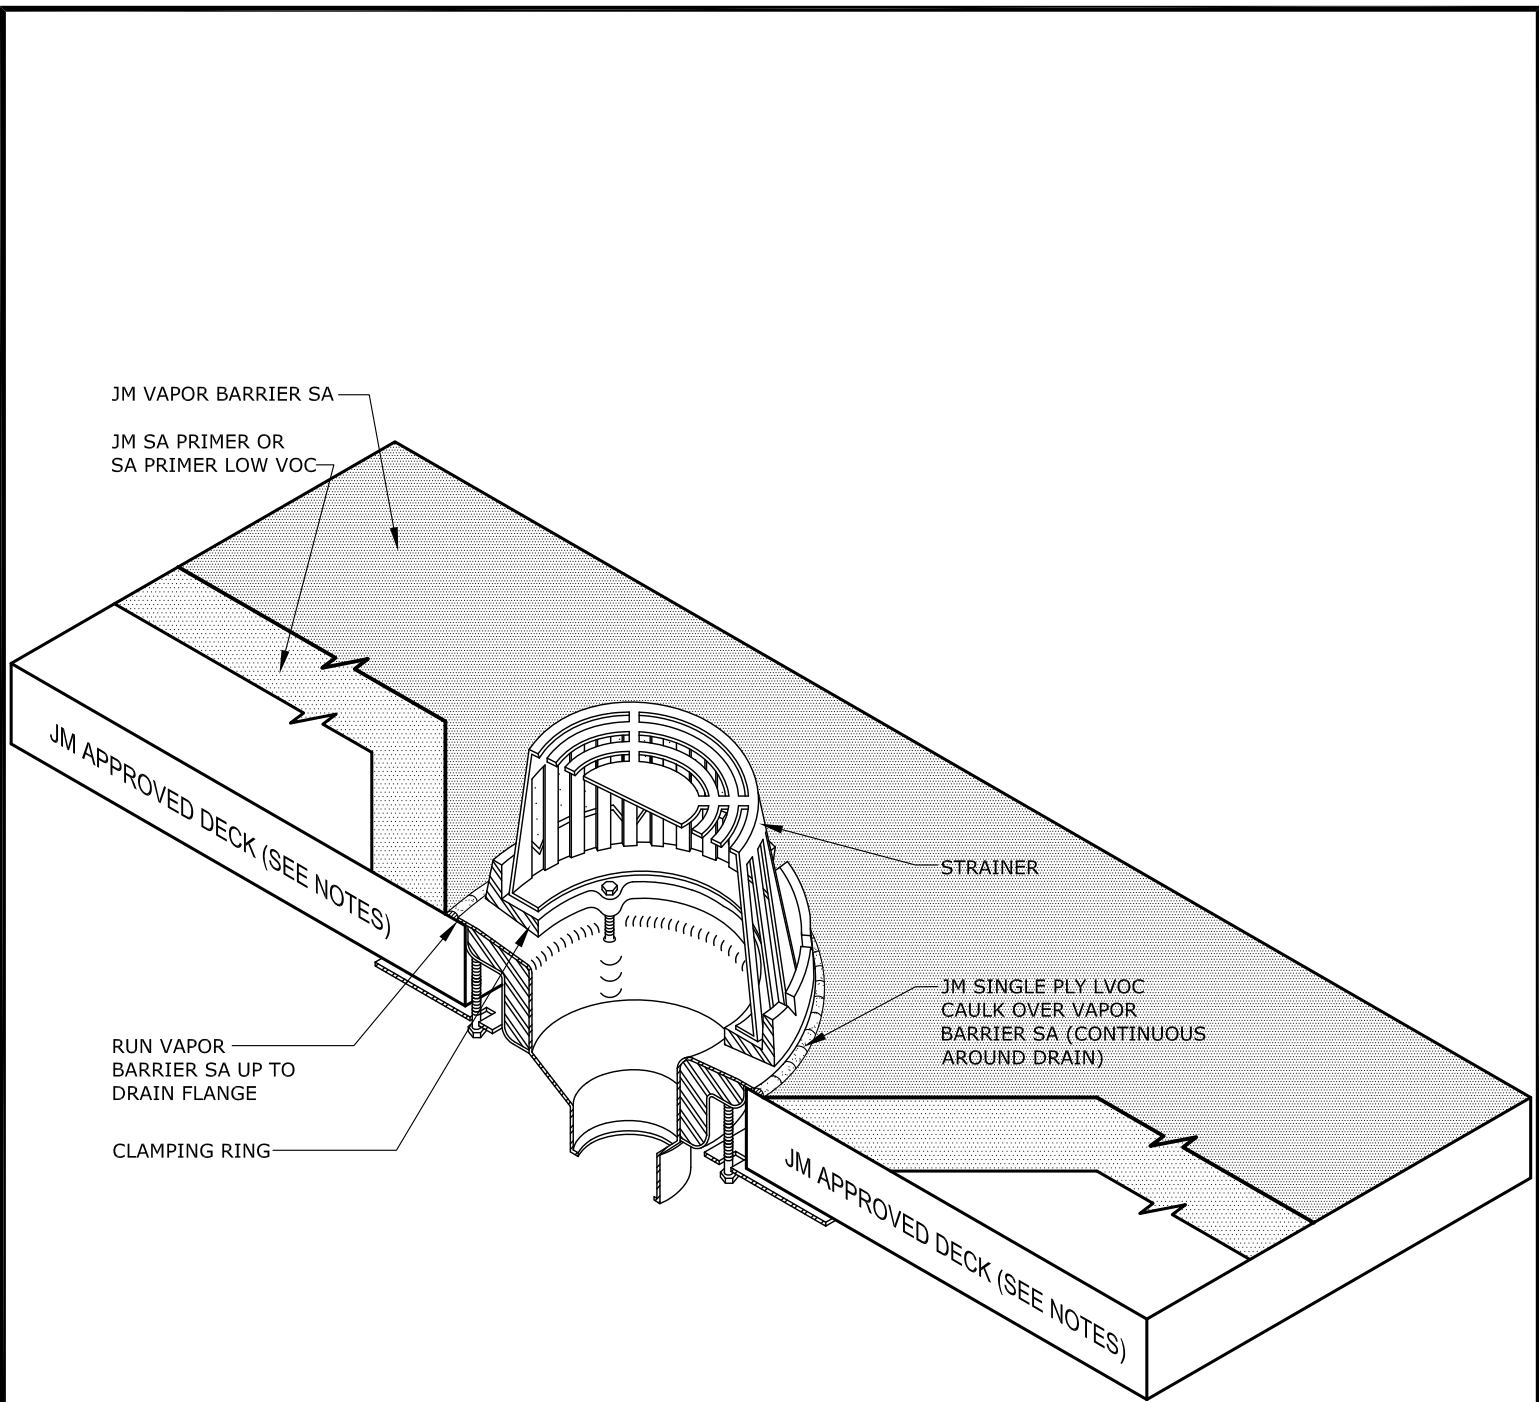 JM VAPOR BARRIER SA
JM SA PRIMER OR
SA PRIMER LOW VOC
JM APPROVED DECK (SEE NOTES)
STRAINER
JM SINGLE PLY LVOC
CAULK OVER VAPOR
BARRIER SA (CONTINUOUS
AROUND DRAIN)
RUN VAPOR
BARRIER SA UP TO
DRAIN FLANGE
CLAMPING RING
JM APPROVED DECK (SEE NOTES)